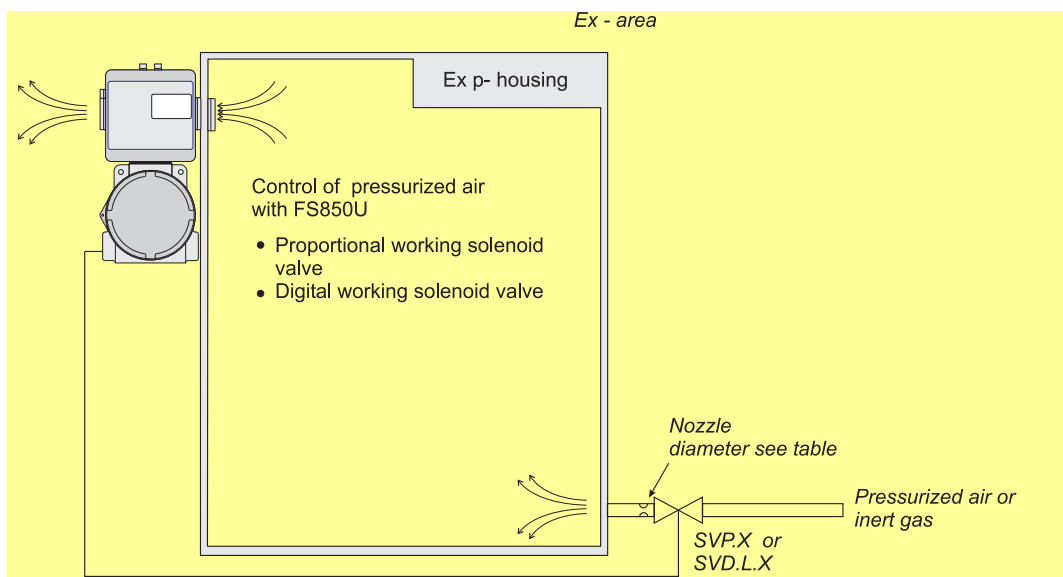 Ex - area
Ex p- housing
Control of pressurized air
with FS850U
• Proportional working solenoid
valve
• Digital working solenoid valve
Nozzle
diameter see table
Pressurized air or
inert gas
SVP.X or
SVD.L.X